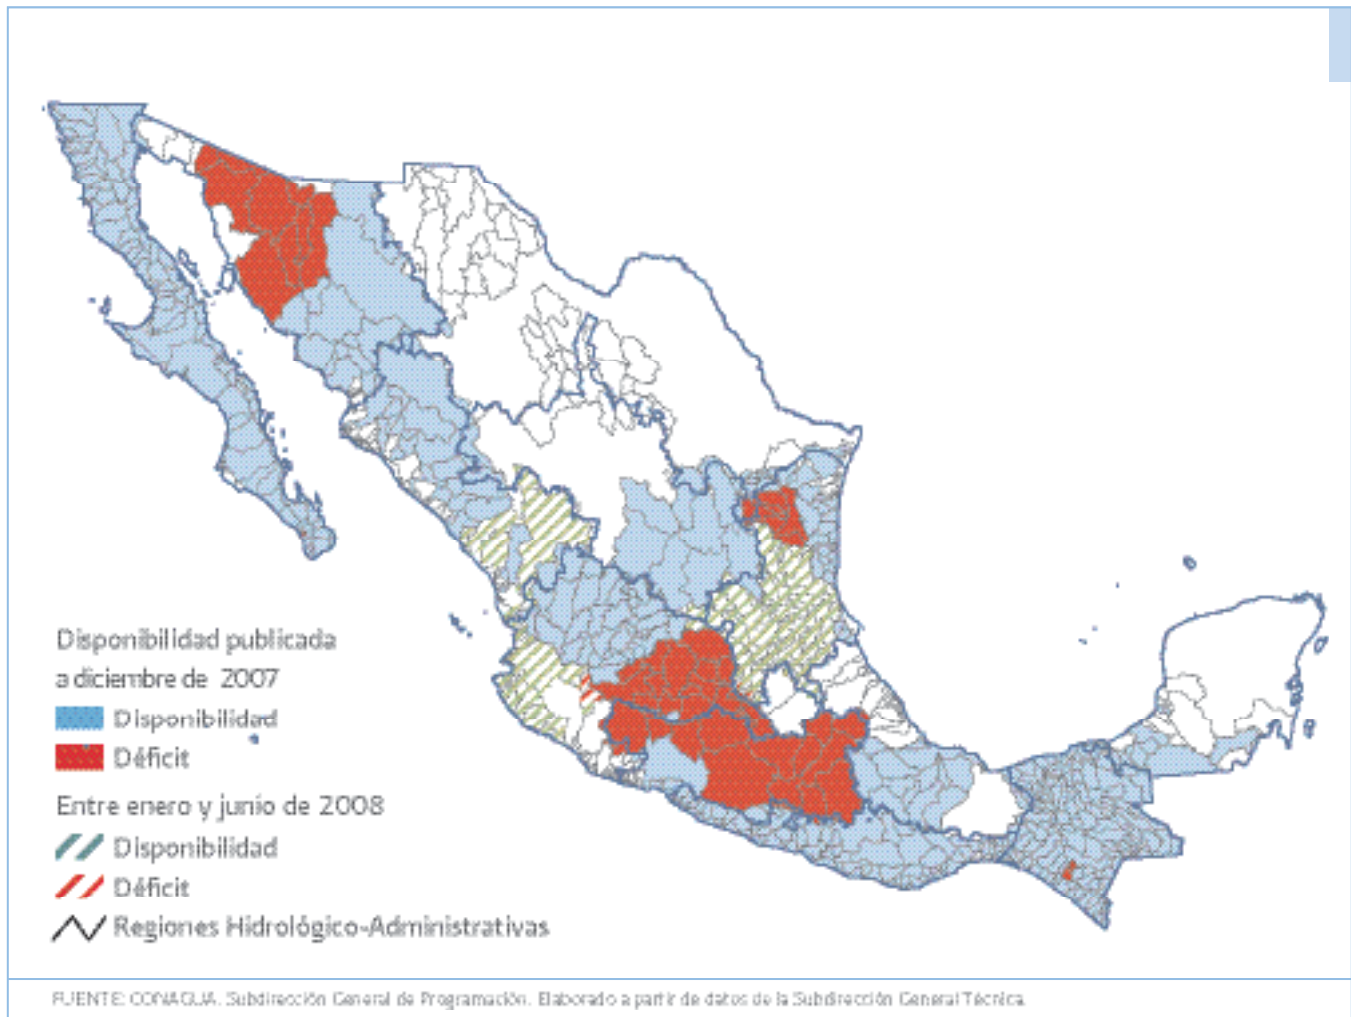 Disponibilidad publicada
a diciembre de 2007
Disponibilidad
Déficit
Entre enero y junio de 2008
Disponibilidad
Déficit
Regiones Hidrológico-Administrativas
FUENTE: CONAGUA. Subdirección General de Programación. Elaborado a partir de datos de la Subdirección General Técnica.